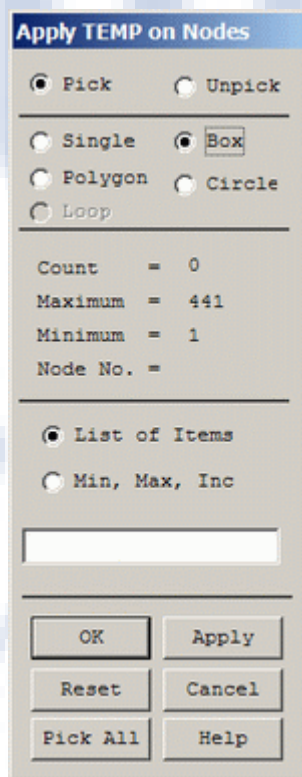 Apply TEMP on Nodes
Pick Unpick
Single Box
Polygon Circle
Loop
Count = 0
Maximum = 441
Minimum = 1
Node No. =
List of Items
Min, Max, Inc
OK Apply
Reset Cancel
Pick All Help